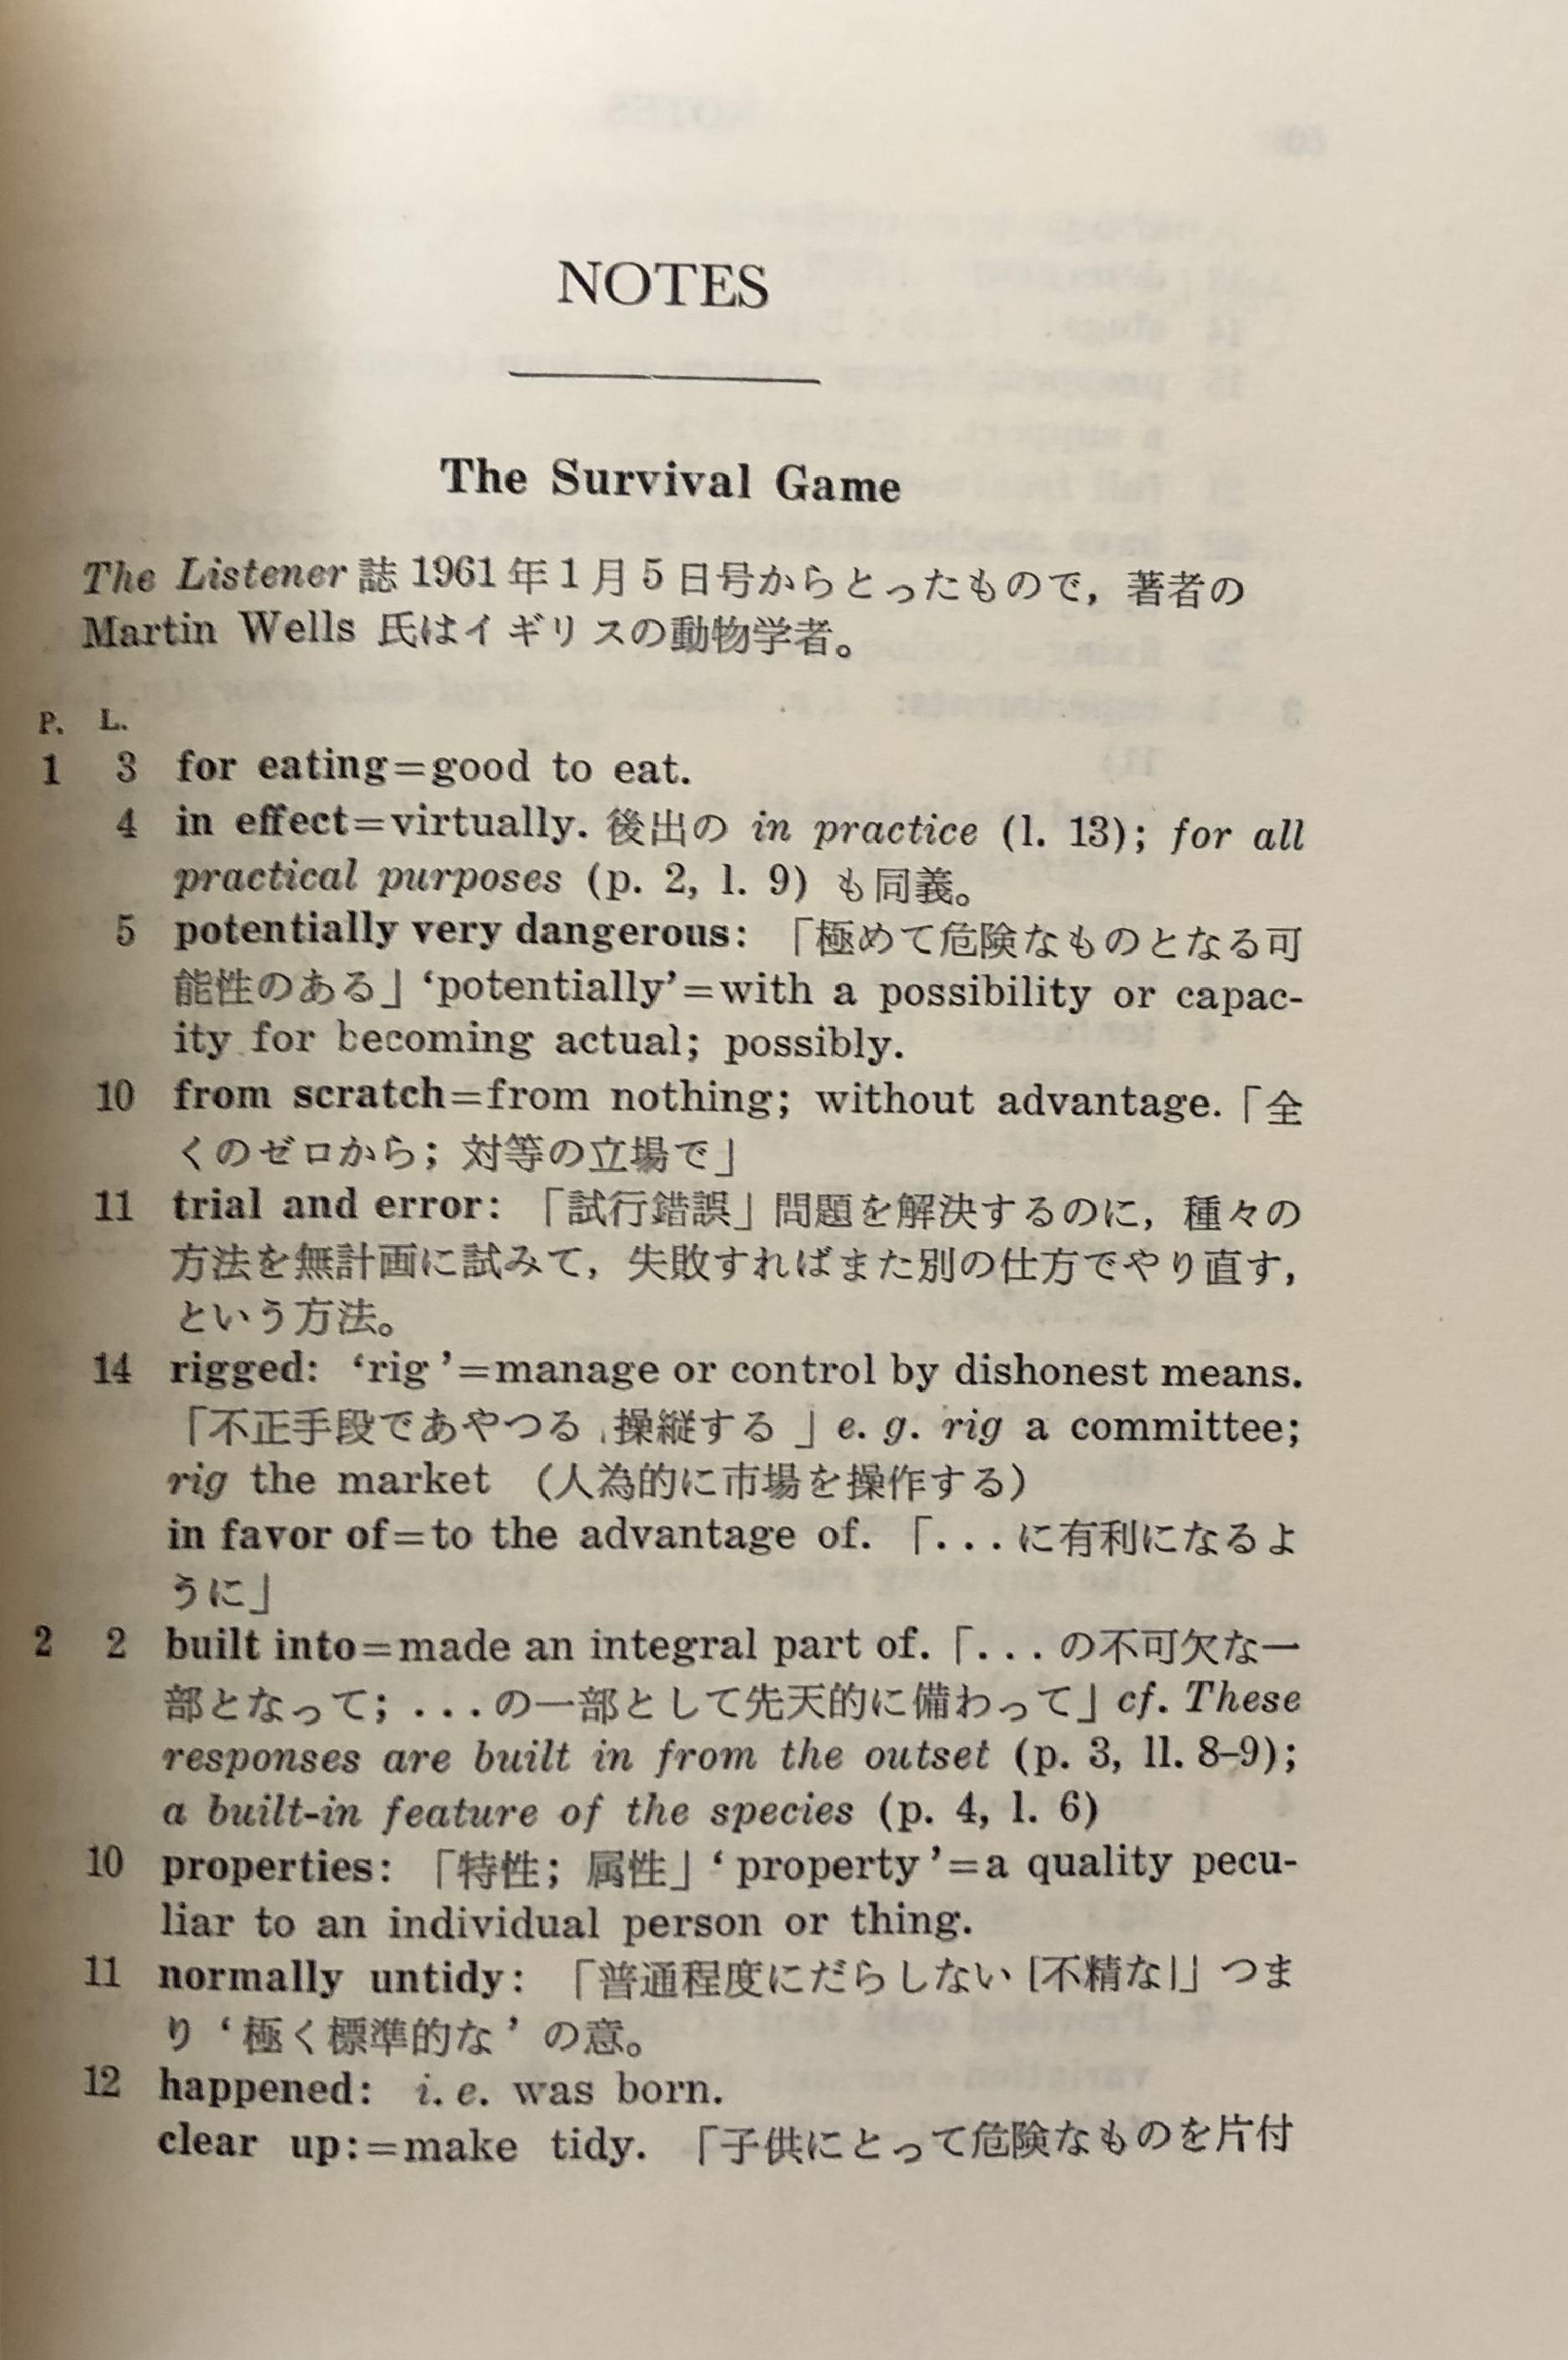 NOTES
The Survival Game
The Listener 誌 1961 年 1 月 5 日号からとったもので，著者の
Martin Wells 氏はイギリスの動物学者。
P. L.
1 3 for eating=good to eat.
4 in effect=virtually. 後出の in practice (l. 13); for all
practical purposes (p. 2, l. 9) も同義。
5 potentially very dangerous: 「極めて危険なものとなる可
能性のある」‘potentially’=with a possibility or capac-
ity for becoming actual; possibly.
10 from scratch=from nothing; without advantage.「全
くのゼロから；対等の立場で」
11 trial and error: 「試行錯誤」問題を解決するのに，種々の
方法を無計画に試みて，失敗すればまた別の仕方でやり直す，
という方法。
14 rigged: ‘rig’=manage or control by dishonest means.
「不正手段であやつる 操縦する 」e. g. rig a committee;
rig the market （人為的に市場を操作する）
in favor of=to the advantage of. 「. . . に有利になるよ
うに」
2 2 built into=made an integral part of.「. . . の不可欠な一
部となって；. . . の一部として先天的に備わって」cf. These
responses are built in from the outset (p. 3, ll. 8–9);
a built-in feature of the species (p. 4, l. 6)
10 properties: 「特性；属性」‘property’=a quality pecu-
liar to an individual person or thing.
11 normally untidy: 「普通程度にだらしない [不精な]」つま
り‘極く標準的な’の意。
12 happened: i. e. was born.
clear up:=make tidy. 「子供にとって危険なものを片付